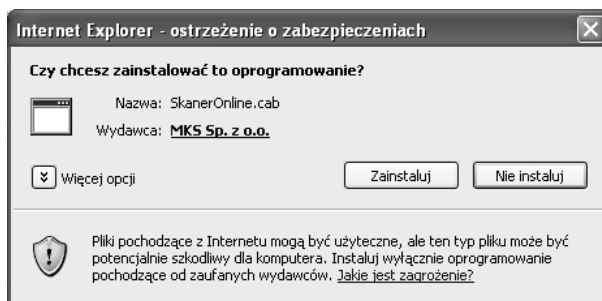 Internet Explorer - ostrzeżenie o zabezpieczeniach
Czy chcesz zainstalować to oprogramowanie?
Nazwa: SkanerOnline.cab
Wydawca: MKS Sp. z o.o.
Więcej opcji
Zainstaluj
Nie instaluj
Pliki pochodzące z Internetu mogą być użyteczne, ale ten typ pliku może być
potencjalnie szkodliwy dla komputera. Instaluj wyłącznie oprogramowanie
pochodzące od zaufanych wydawców. Jakie jest zagrożenie?